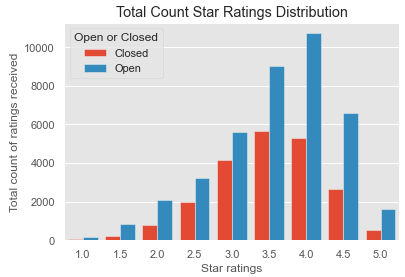 Total Count Star Ratings Distribution
Open or Closed
Closed
Open
Total count of ratings received
10000
8000
6000
4000
2000
0
1.0 1.5 2.0 2.5 3.0 3.5 4.0 4.5 5.0
Star ratings